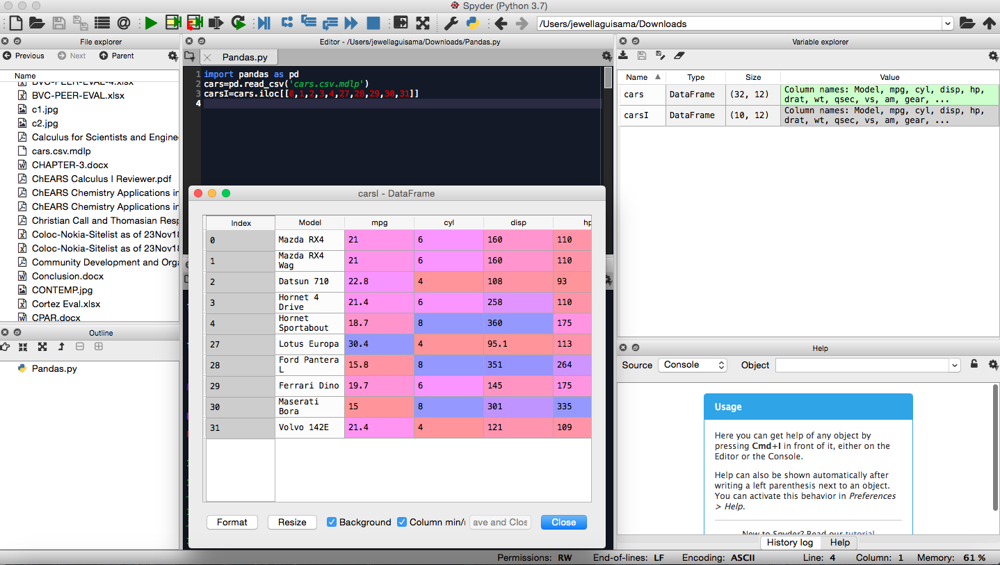 Spyder (Python 3.7)
/Users/jewellaguisama/Downloads
File explorer
Previous Next Parent
Name
BVC-PEER-EVAL-4.xlsx
BVC-PEER-EVAL.xlsx
c1.jpg
c2.jpg
Calculus for Scientists and Engine
cars.csv.mdlp
CHAPTER-3.docx
ChEARS Calculus I Reviewer.pdf
ChEARS Chemistry Applications in
ChEARS Chemistry Applications in
Christian Call and Thomasian Resp
Coloc-Nokia-Sitelist as of 23Nov18
Coloc-Nokia-Sitelist as of 23Nov18
Community Development and Orga
Conclusion.docx
CONTEMP.jpg
Cortez Eval.xlsx
CPAR.docx
Outline
Pandas.py
Editor - /Users/jewellaguisama/Downloads/Pandas.py
Pandas.py
1 import pandas as pd
2 cars=pd.read_csv('cars.csv.mdlp')
3 carsI=cars.iloc[[0,1,2,3,4,27,28,29,30,31]]
4
carsI - DataFrame
Index Model mpg cyl disp hp
0 Mazda RX4 21 6 160 110
1 Mazda RX4 Wag 21 6 160 110
2 Datsun 710 22.8 4 108 93
3 Hornet 4 Drive 21.4 6 258 110
4 Hornet Sportabout 18.7 8 360 175
27 Lotus Europa 30.4 4 95.1 113
28 Ford Pantera L 15.8 8 351 264
29 Ferrari Dino 19.7 6 145 175
30 Maserati Bora 15 8 301 335
31 Volvo 142E 21.4 4 121 109
Format Resize Background Column min/ ave and Clos Close
Variable explorer
Name Type Size Value
cars DataFrame (32, 12) Column names: Model, mpg, cyl, disp, hp,
drat, wt, qsec, vs, am, gear, ...
carsI DataFrame (10, 12) Column names: Model, mpg, cyl, disp, hp,
drat, wt, qsec, vs, am, gear, ...
Help
Source Console Object
Usage
Here you can get help of any object by
pressing Cmd+I in front of it, either on the
Editor or the Console.
Help can also be shown automatically after
writing a left parenthesis next to an object.
You can activate this behavior in Preferences
> Help.
New to Spyder? Read our tutorial
History log Help
Permissions: RW End-of-lines: LF Encoding: ASCII Line: 4 Column: 1 Memory: 61 %